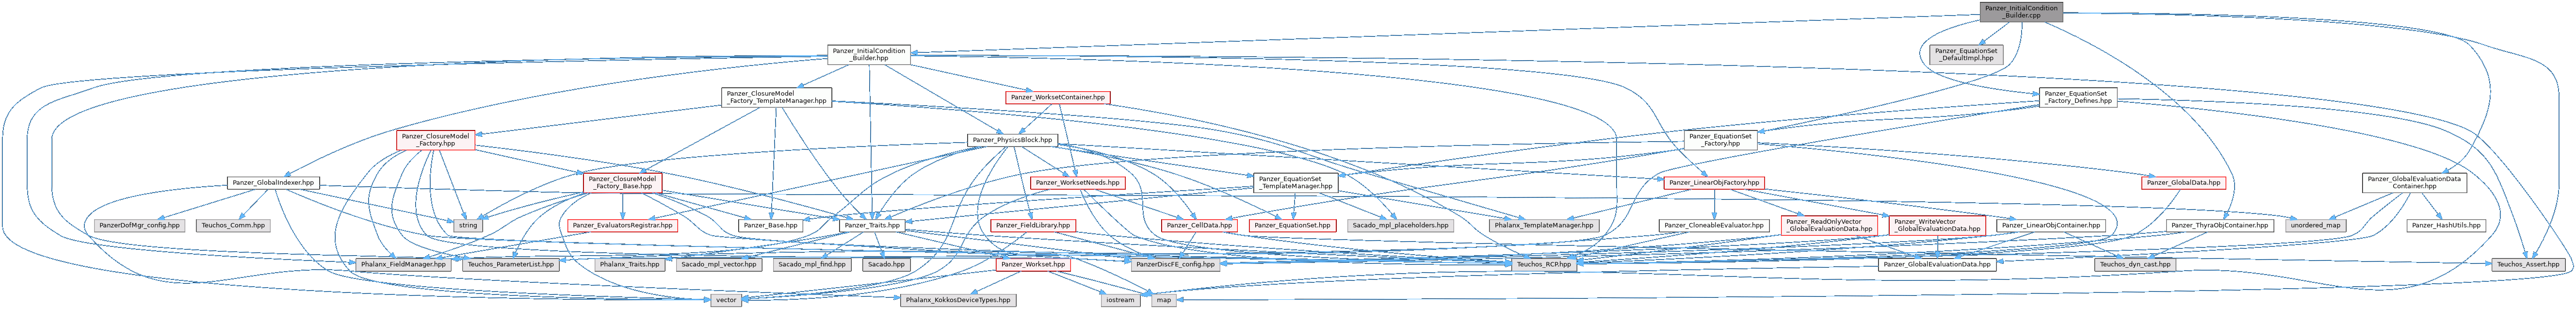 Panzer_InitialCondition
_Builder.cpp
Panzer_InitialCondition
_Builder.hpp
Panzer_EquationSet
_DefaultImpl.hpp
Panzer_ClosureModel
_Factory_TemplateManager.hpp
Panzer_WorksetContainer.hpp
Panzer_EquationSet
_Factory_Defines.hpp
Panzer_ClosureModel
_Factory.hpp
Panzer_PhysicsBlock.hpp
Panzer_EquationSet
_Factory.hpp
Panzer_GlobalIndexer.hpp
Panzer_ClosureModel
_Factory_Base.hpp
Panzer_WorksetNeeds.hpp
Panzer_EquationSet
_TemplateManager.hpp
Panzer_LinearObjFactory.hpp
Panzer_GlobalData.hpp
Panzer_GlobalEvaluationData
Container.hpp
PanzerDofMgr_config.hpp
Teuchos_Comm.hpp
string
Panzer_EvaluatorsRegistrar.hpp
Panzer_Base.hpp
Panzer_Traits.hpp
Panzer_FieldLibrary.hpp
Panzer_CellData.hpp
Panzer_EquationSet.hpp
Sacado_mpl_placeholders.hpp
Phalanx_TemplateManager.hpp
Panzer_CloneableEvaluator.hpp
Panzer_ReadOnlyVector
_GlobalEvaluationData.hpp
Panzer_WriteVector
_GlobalEvaluationData.hpp
Panzer_LinearObjContainer.hpp
Panzer_ThyraObjContainer.hpp
unordered_map
Panzer_HashUtils.hpp
Phalanx_FieldManager.hpp
Teuchos_ParameterList.hpp
Phalanx_Traits.hpp
Sacado_mpl_vector.hpp
Sacado_mpl_find.hpp
Sacado.hpp
Panzer_Workset.hpp
PanzerDiscFE_config.hpp
Teuchos_RCP.hpp
Panzer_GlobalEvaluationData.hpp
Teuchos_dyn_cast.hpp
Teuchos_Assert.hpp
vector
Phalanx_KokkosDeviceTypes.hpp
iostream
map